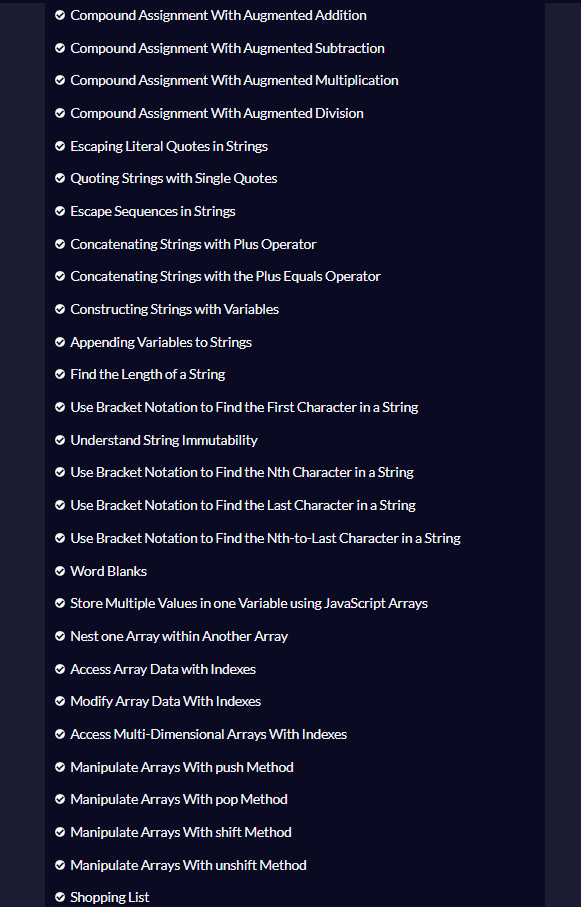 Compound Assignment With Augmented Addition
Compound Assignment With Augmented Subtraction
Compound Assignment With Augmented Multiplication
Compound Assignment With Augmented Division
Escaping Literal Quotes in Strings
Quoting Strings with Single Quotes
Escape Sequences in Strings
Concatenating Strings with Plus Operator
Concatenating Strings with the Plus Equals Operator
Constructing Strings with Variables
Appending Variables to Strings
Find the Length of a String
Use Bracket Notation to Find the First Character in a String
Understand String Immutability
Use Bracket Notation to Find the Nth Character in a String
Use Bracket Notation to Find the Last Character in a String
Use Bracket Notation to Find the Nth-to-Last Character in a String
Word Blanks
Store Multiple Values in one Variable using JavaScript Arrays
Nest one Array within Another Array
Access Array Data with Indexes
Modify Array Data With Indexes
Access Multi-Dimensional Arrays With Indexes
Manipulate Arrays With push Method
Manipulate Arrays With pop Method
Manipulate Arrays With shift Method
Manipulate Arrays With unshift Method
Shopping List